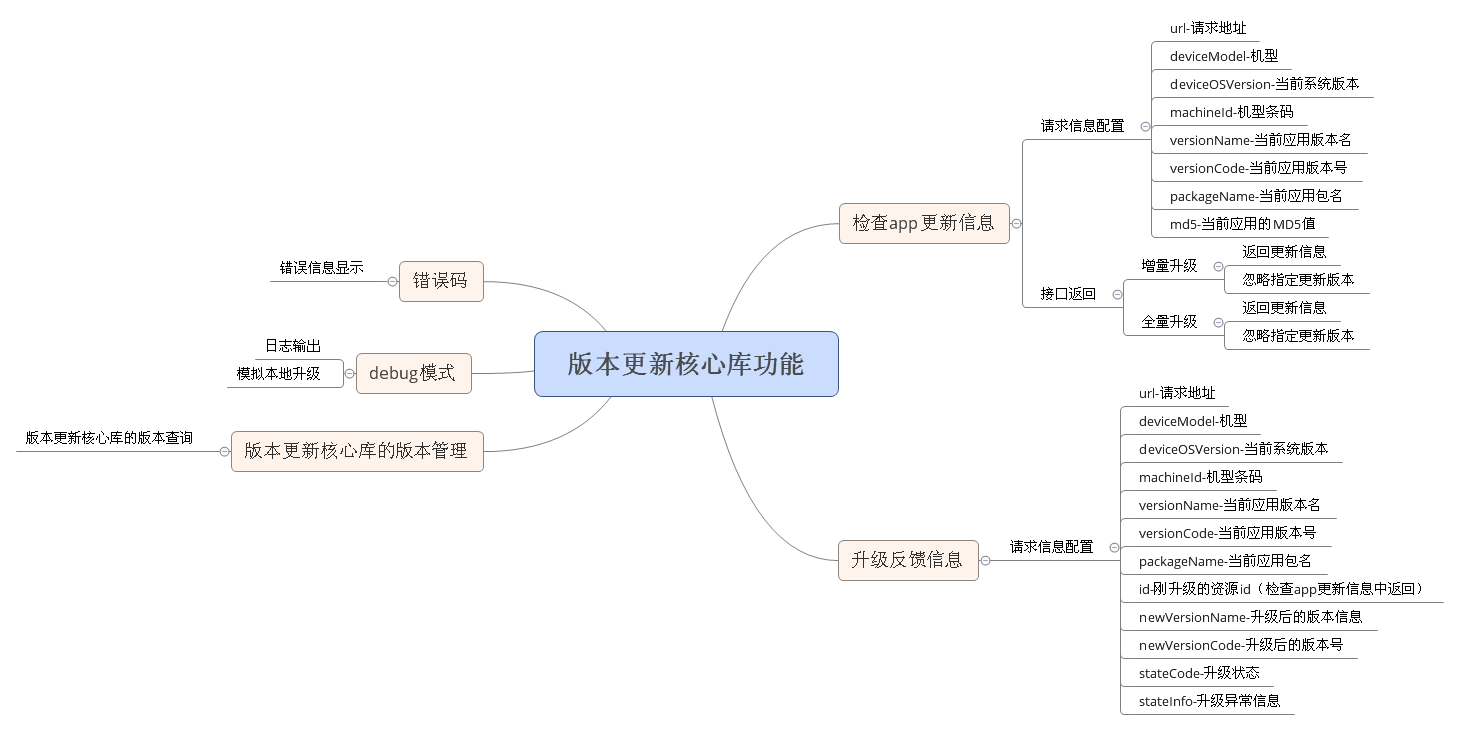 版本更新核心库功能
检查app更新信息
请求信息配置
url-请求地址
deviceModel-机型
deviceOSVersion-当前系统版本
machineId-机型条码
versionName-当前应用版本名
versionCode-当前应用版本号
packageName-当前应用包名
md5-当前应用的MD5值
接口返回
增量升级
返回更新信息
忽略指定更新版本
全量升级
返回更新信息
忽略指定更新版本
升级反馈信息
请求信息配置
url-请求地址
deviceModel-机型
deviceOSVersion-当前系统版本
machineId-机型条码
versionName-当前应用版本名
versionCode-当前应用版本号
packageName-当前应用包名
id-刚升级的资源id（检查app更新信息中返回）
newVersionName-升级后的版本信息
newVersionCode-升级后的版本号
stateCode-升级状态
stateInfo-升级异常信息
错误码
错误信息显示
debug模式
日志输出
模拟本地升级
版本更新核心库的版本管理
版本更新核心库的版本查询